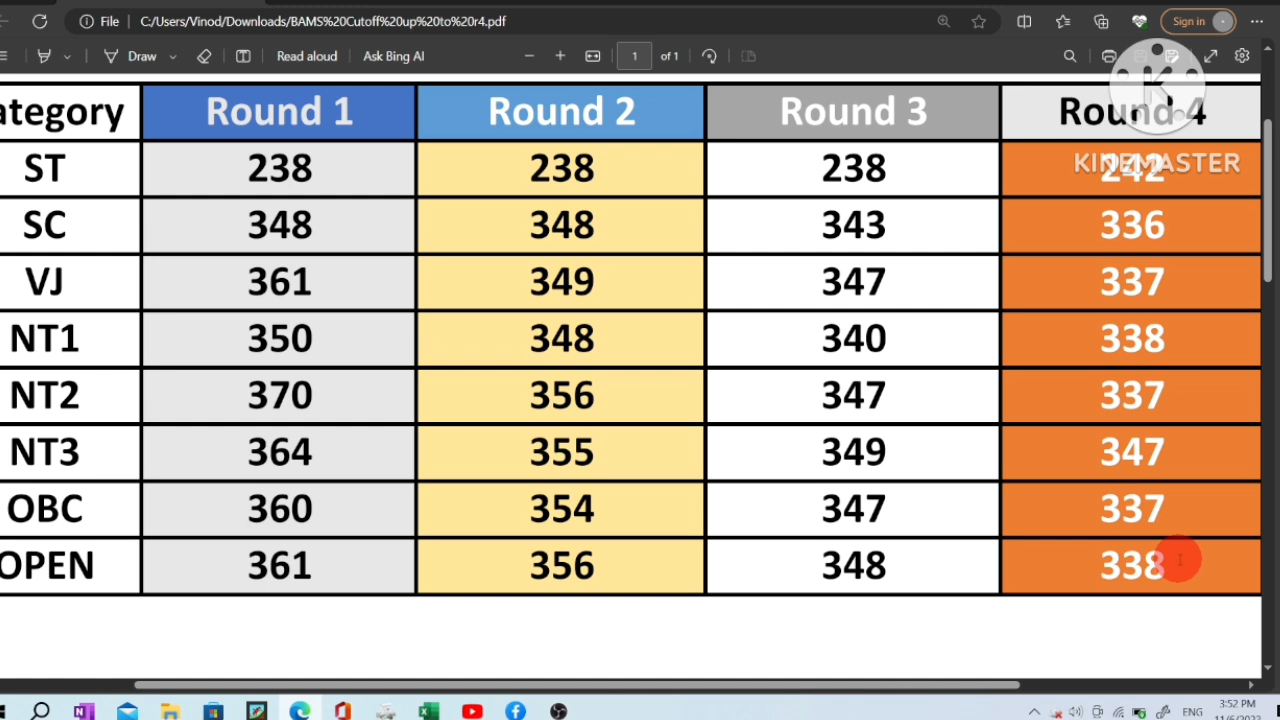 File C:/Users/Vinod/Downloads/BAMS%20Cutoff%20up%20to%20r4.pdf Sign in
Draw Read aloud Ask Bing AI 1 of 1
ategory Round 1 Round 2 Round 3 Round 4
KINEMASTER
ST 238 238 238 242
SC 348 348 343 336
VJ 361 349 347 337
NT1 350 348 340 338
NT2 370 356 347 337
NT3 364 355 349 347
OBC 360 354 347 337
OPEN 361 356 348 338
3:52 PM
ENG